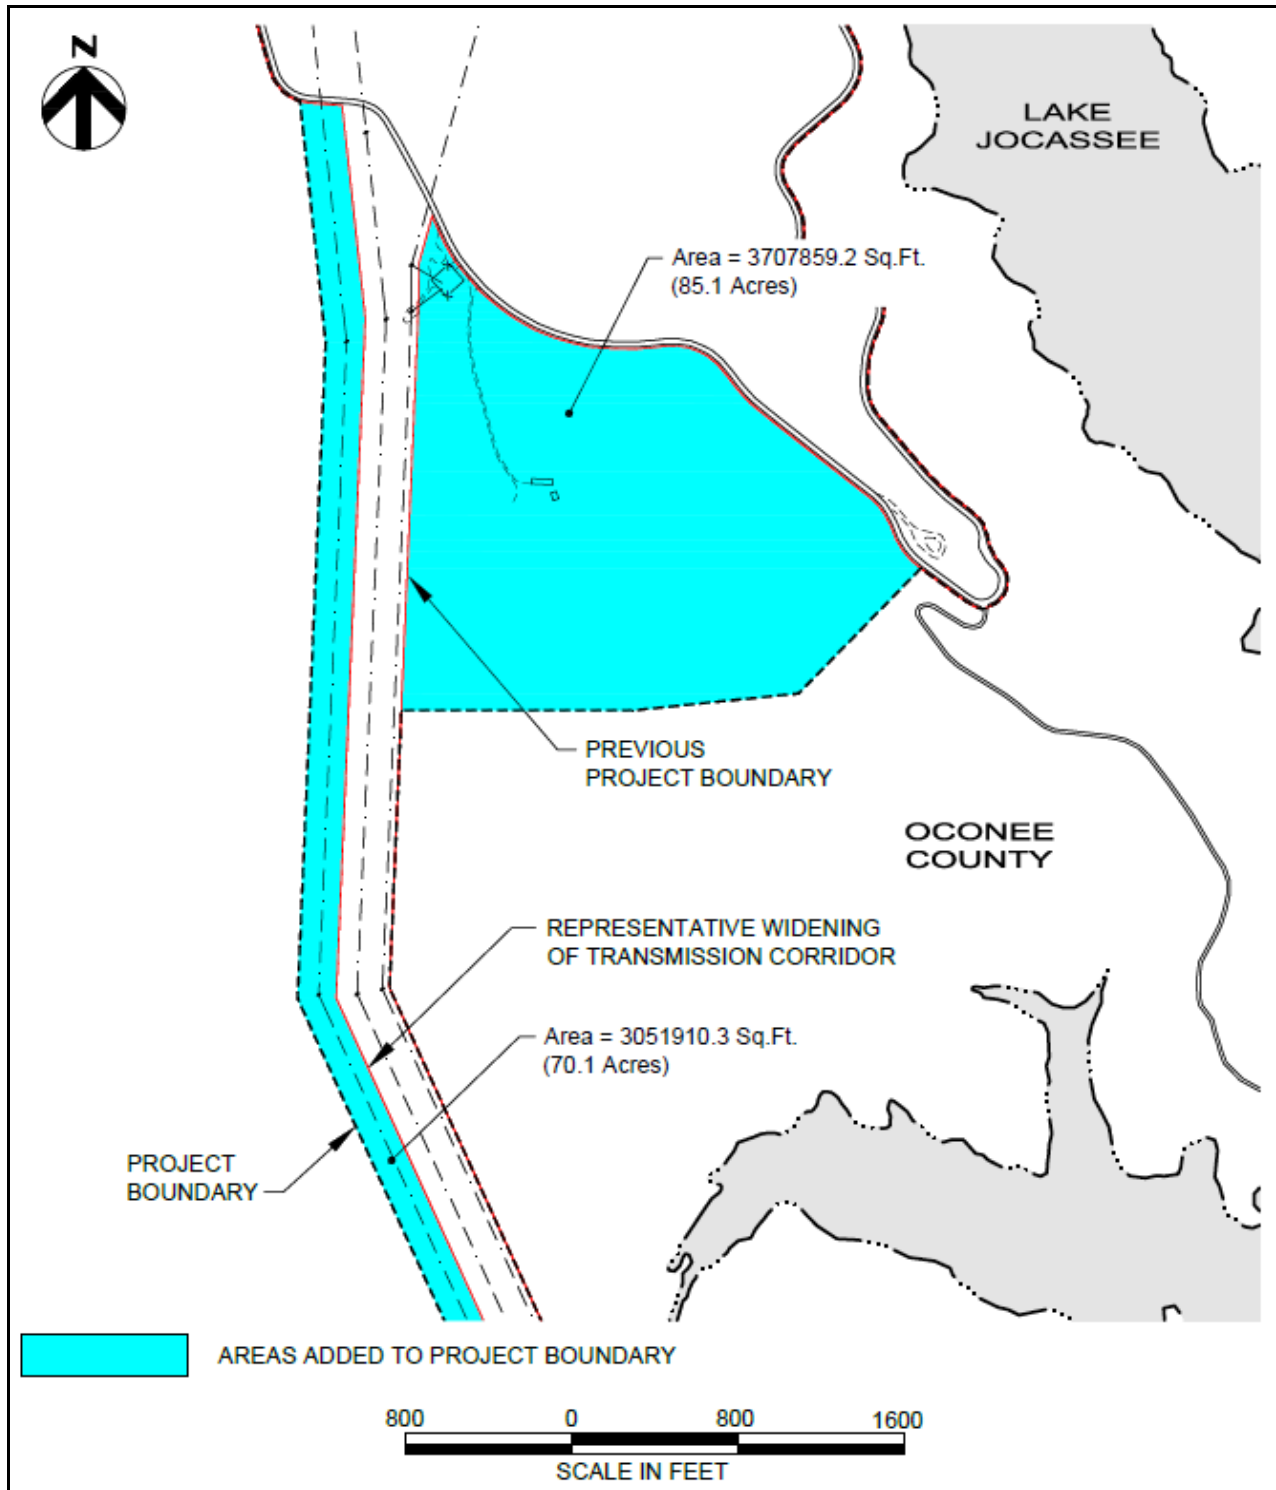 N
LAKE
JOCASSEE
Area = 3707859.2 Sq.Ft.
(85.1 Acres)
PREVIOUS
PROJECT BOUNDARY
OCONEE
COUNTY
REPRESENTATIVE WIDENING
OF TRANSMISSION CORRIDOR
Area = 3051910.3 Sq.Ft.
(70.1 Acres)
PROJECT
BOUNDARY
AREAS ADDED TO PROJECT BOUNDARY
800 0 800 1600
SCALE IN FEET